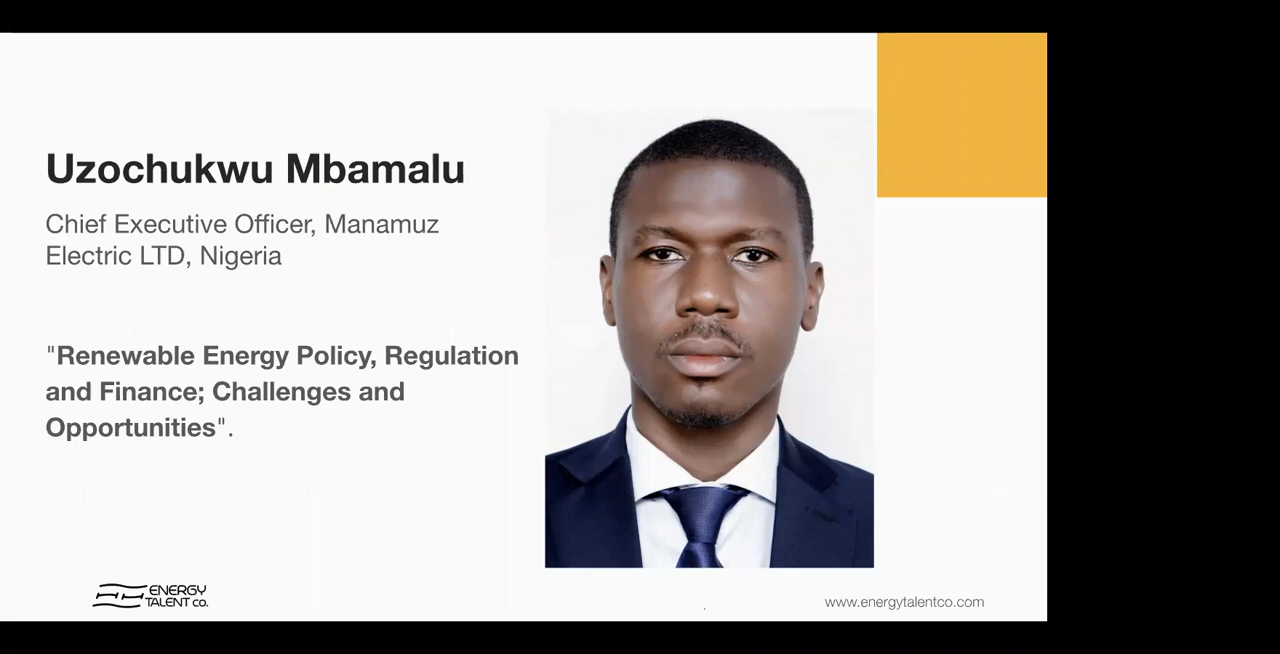 Uzochukwu Mbamalu
Chief Executive Officer, Manamuz
Electric LTD, Nigeria
"Renewable Energy Policy, Regulation
and Finance; Challenges and
Opportunities".
ENERGY
TALENT CO.
www.energytalentco.com